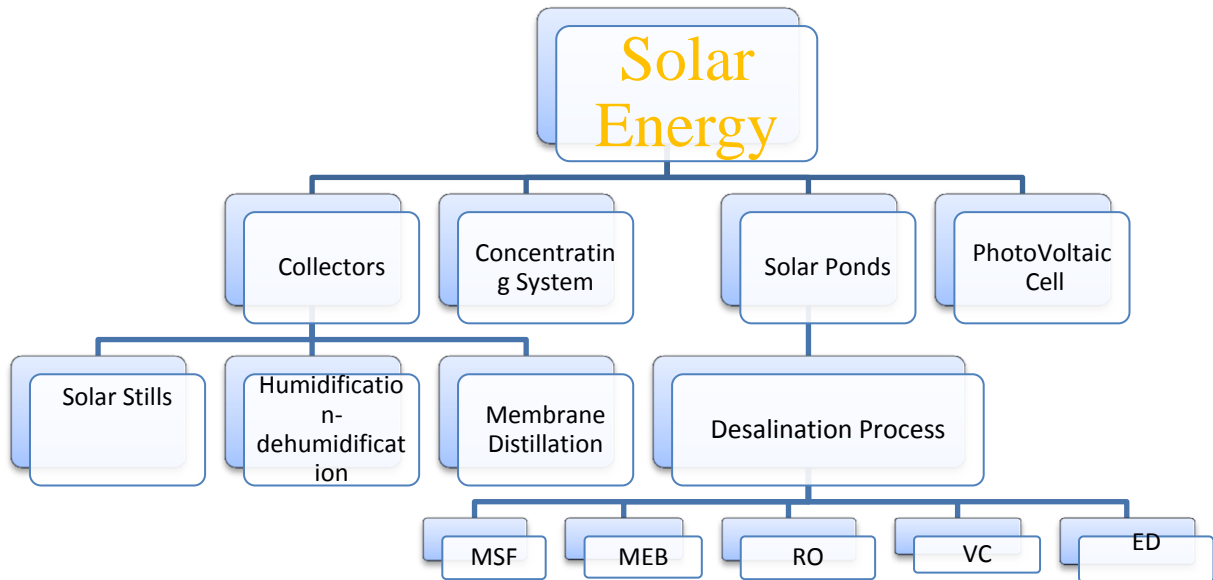 Solar
Energy
Collectors
Concentratin
g System
Solar Ponds
PhotoVoltaic
Cell
Solar Stills
Humidificatio
n-
dehumidificat
ion
Membrane
Distillation
Desalination Process
MSF
MEB
RO
VC
ED